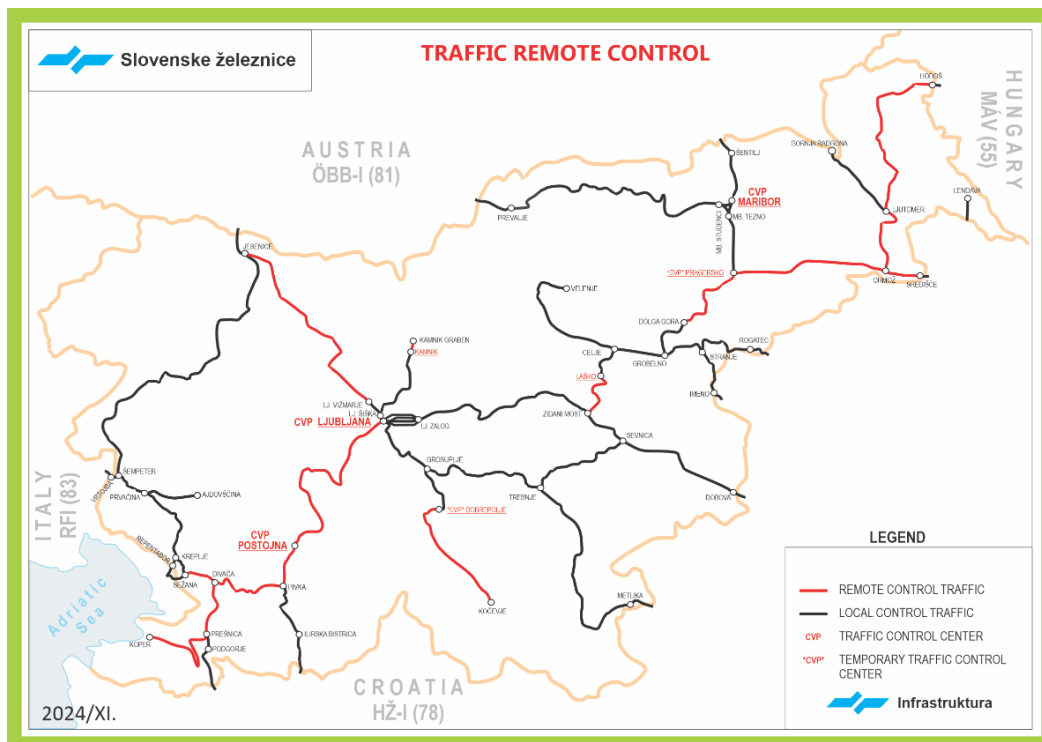 Slovenske železnice
TRAFFIC REMOTE CONTROL
AUSTRIA
ÖBB-I (81)
HUNGARY
MÁV (55)
HODOŠ
ŠENTILJ
GORNJA RADGONA
CVP
MARIBOR
LENDAVA
PREVALJE
MB. STUDENCI
MB. TEZNO
LJUTOMER
JESENICE
"CVP" PRAGERSKO
ORMOŽ
SREDIŠČE
VELENJE
DOLGA GORA
KAMNIK GRABEN
KAMNIK
CELJE
GROBELNO
STRANJE
ROGATEC
LAŠKO
IMENO
LJ. VIŽMARJE
LJ. ŠIŠKA
CVP LJUBLJANA
LJ. ZALOG
ZIDANI MOST
SEVNICA
GROSUPLJE
ITALY
RFI (83)
ŠEMPETER
VRTOJBA
PRVAČINA
AJDOVŠČINA
TREBNJE
DOBOVA
"CVP" DOBREPOLJE
CVP
POSTOJNA
REPENTABOR
KREPLJE
SEŽANA
DIVAČA
PIVKA
KOČEVJE
METLIKA
Adriatic
Sea
KOPER
PREŠNICA
PODGORJE
ILIRSKA BISTRICA
CROATIA
HŽ-I (78)
2024/XI.
LEGEND
REMOTE CONTROL TRAFFIC
LOCAL CONTROL TRAFFIC
CVP TRAFFIC CONTROL CENTER
"CVP" TEMPORARY TRAFFIC CONTROL
CENTER
Infrastruktura